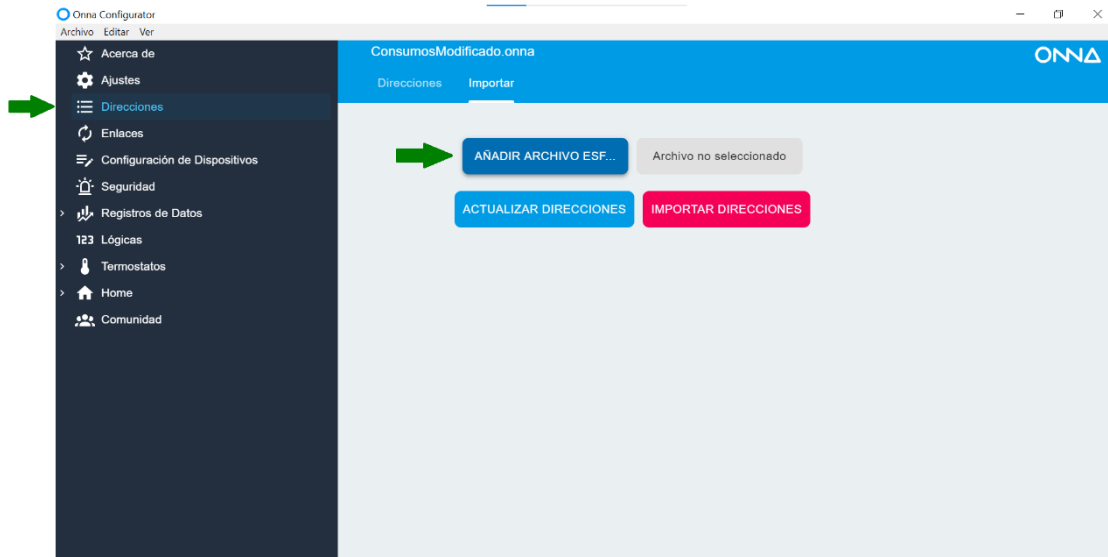 Onna Configurator
Archivo Editar Ver
Acerca de
Ajustes
Direcciones
Enlaces
Configuración de Dispositivos
Seguridad
Registros de Datos
123 Lógicas
Termostatos
Home
Comunidad
ConsumosModificado.onna
ONNA
Direcciones Importar
AÑADIR ARCHIVO ESF... Archivo no seleccionado
ACTUALIZAR DIRECCIONES IMPORTAR DIRECCIONES